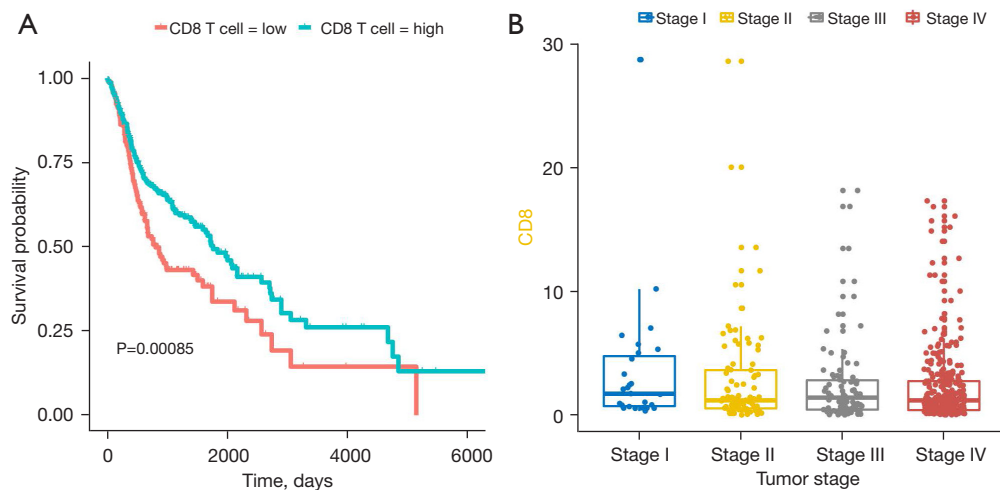 A
CD8 T cell = low CD8 T cell = high
1.00
0.75
0.50
0.25
0.00
Survival probability
P=0.00085
0 2000 4000 6000
Time, days
B
Stage I Stage II Stage III Stage IV
30
20
10
0
CD8
Stage I Stage II Stage III Stage IV
Tumor stage